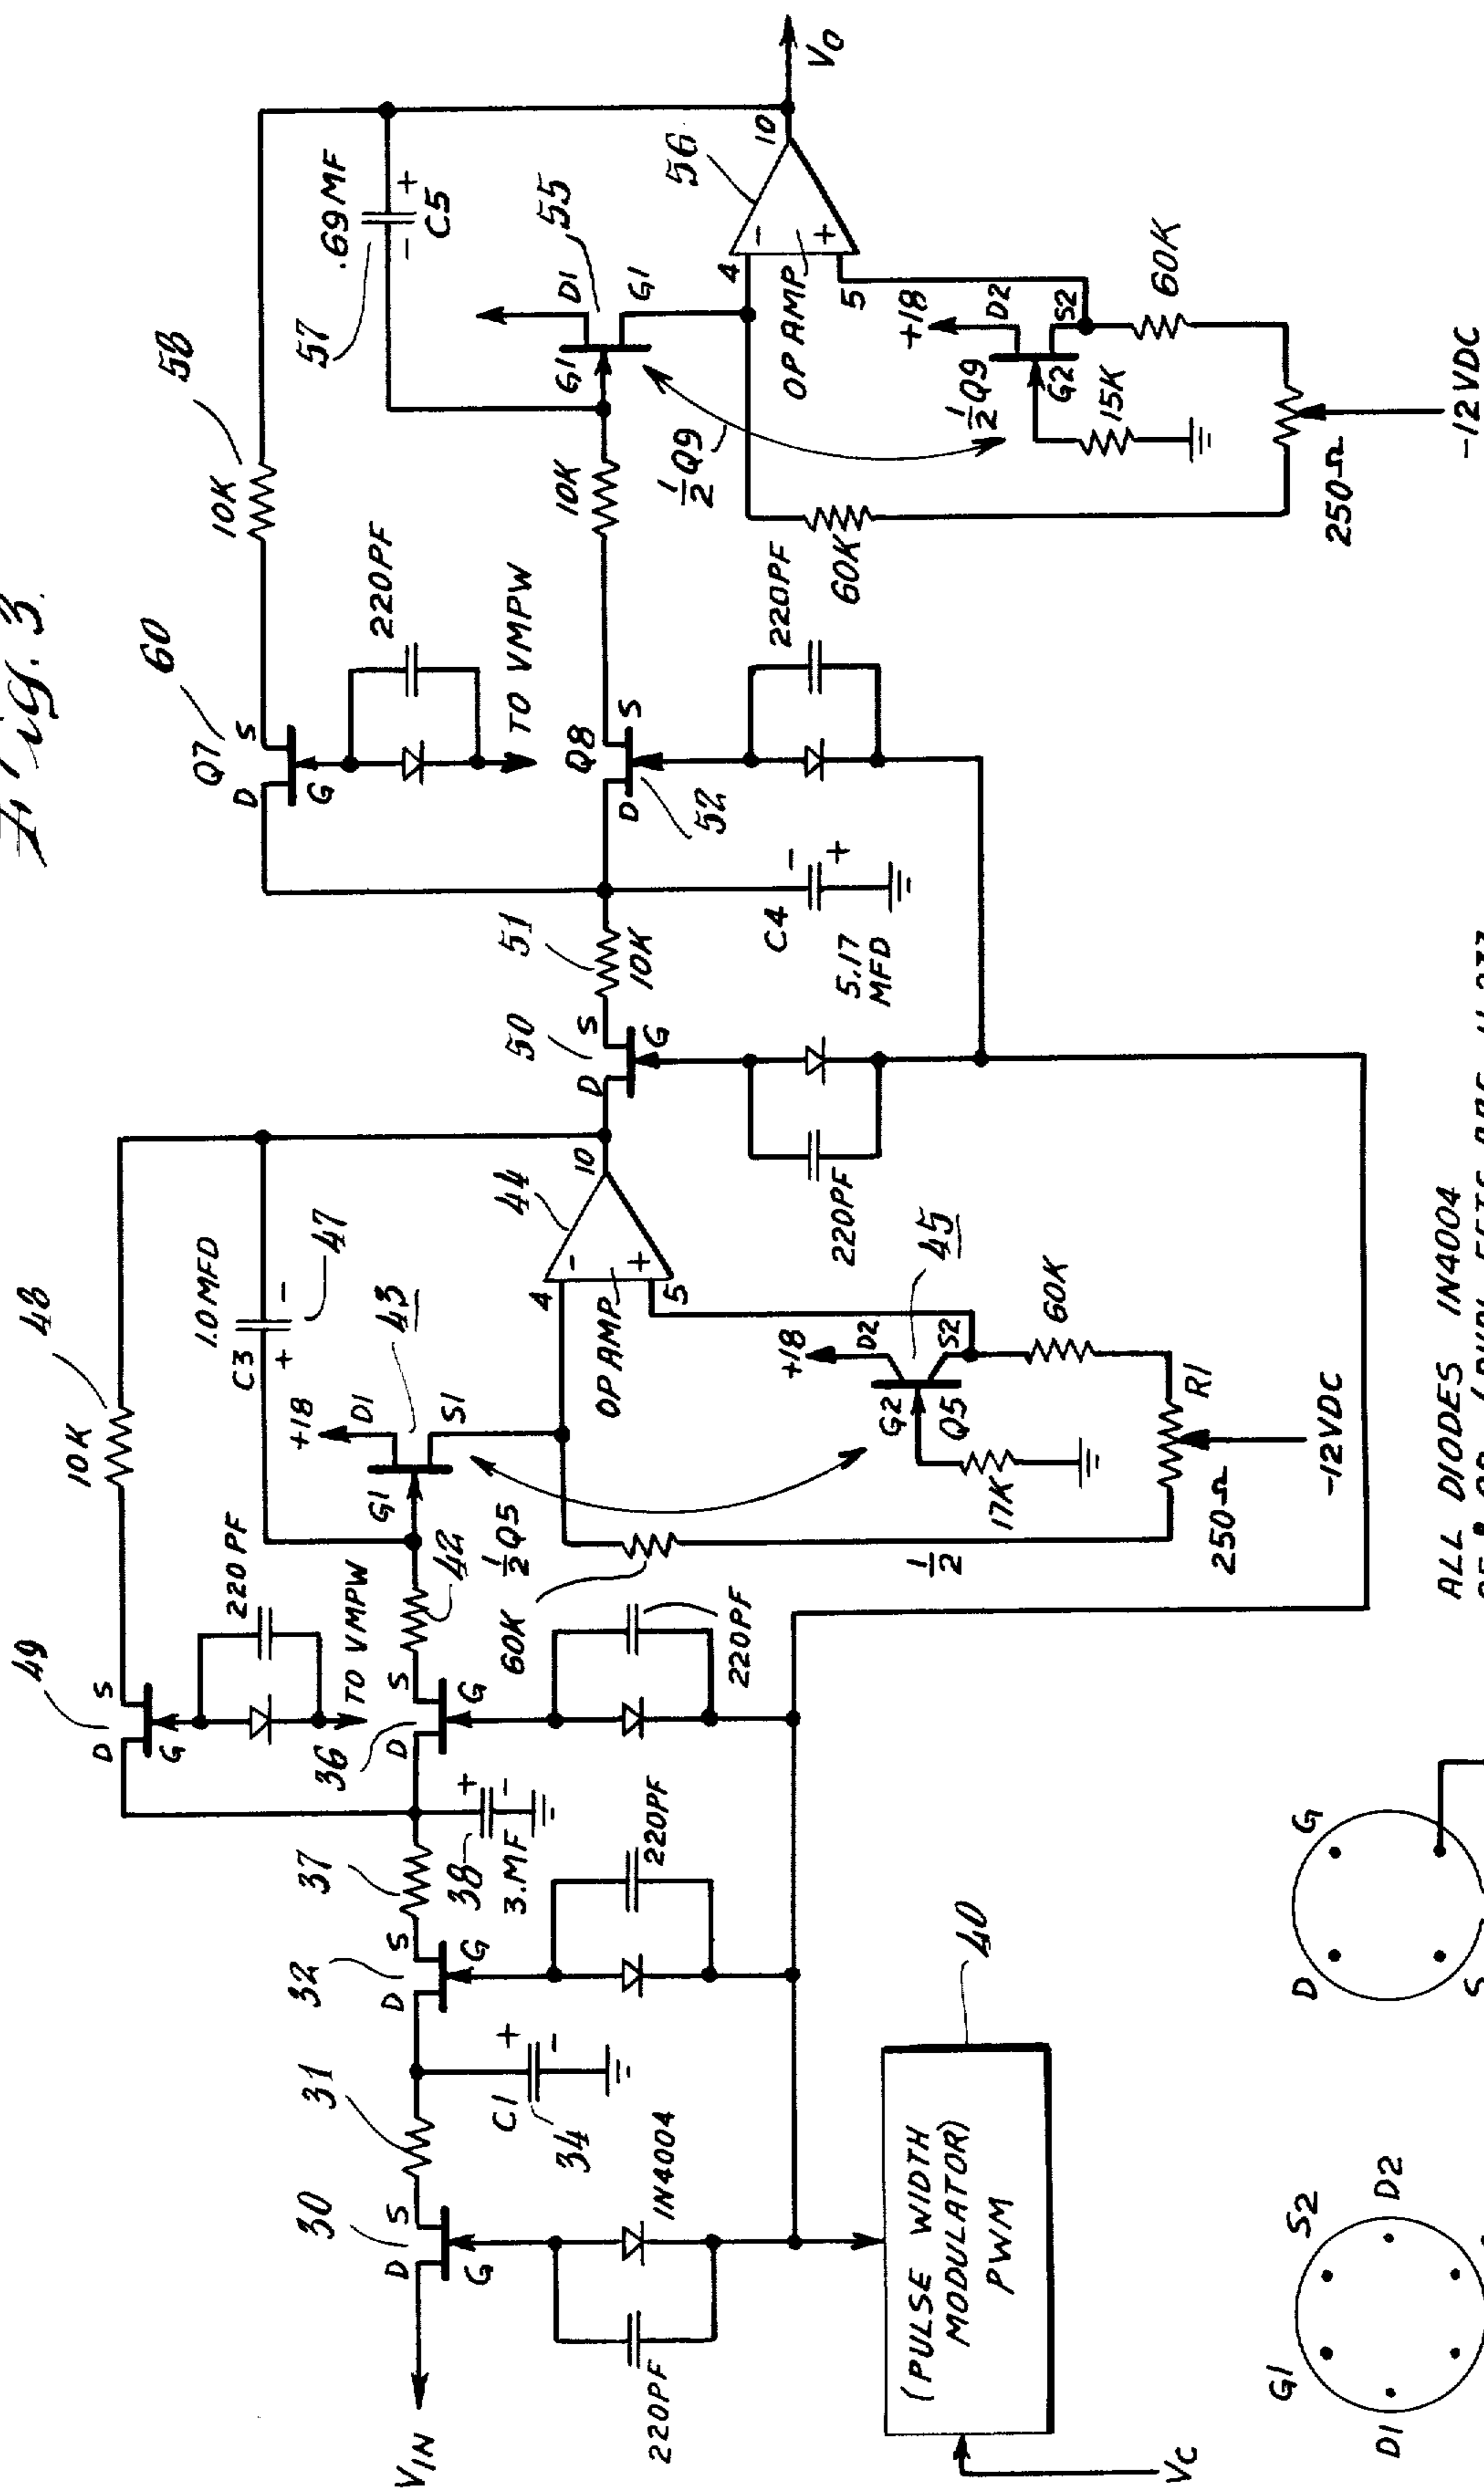 Fig. 3.
58
10K
60
Q7
D
S
G
220PF
TO VMPW
.69MF
57
-
+
C5
55
D1
G1
G1
10K
1/2 Q9
56
4
-
+
OP AMP
5
10
Vo
+18
D2
S2
1/2 Q9
G2
15K
60K
60K
250Ω
-12VDC
Q8
D
S
52
220PF
51
10K
C4
-
+
5.17
MFD
50
D
S
G
220PF
48
10K
49
D
S
G
220PF
TO VMPW
1.0MFD
C3
+
-
47
43
+18
D1
G1
S1
42
1/2 Q5
44
4
-
+
OP AMP
5
10
45
+18
D2
S2
G2
Q5
17K
60K
60K
1/2
R1
250Ω
-12VDC
36
D
S
G
220PF
37
38
+
-
3.MF
32
D
S
G
220PF
31
C1
+
-
34
30
VIN
D
S
G
IN4004
220PF
40
(PULSE WIDTH
MODULATOR)
PWM
Vc
G1
S2
D1
D2
D
G
S
ALL DIODES IN4004